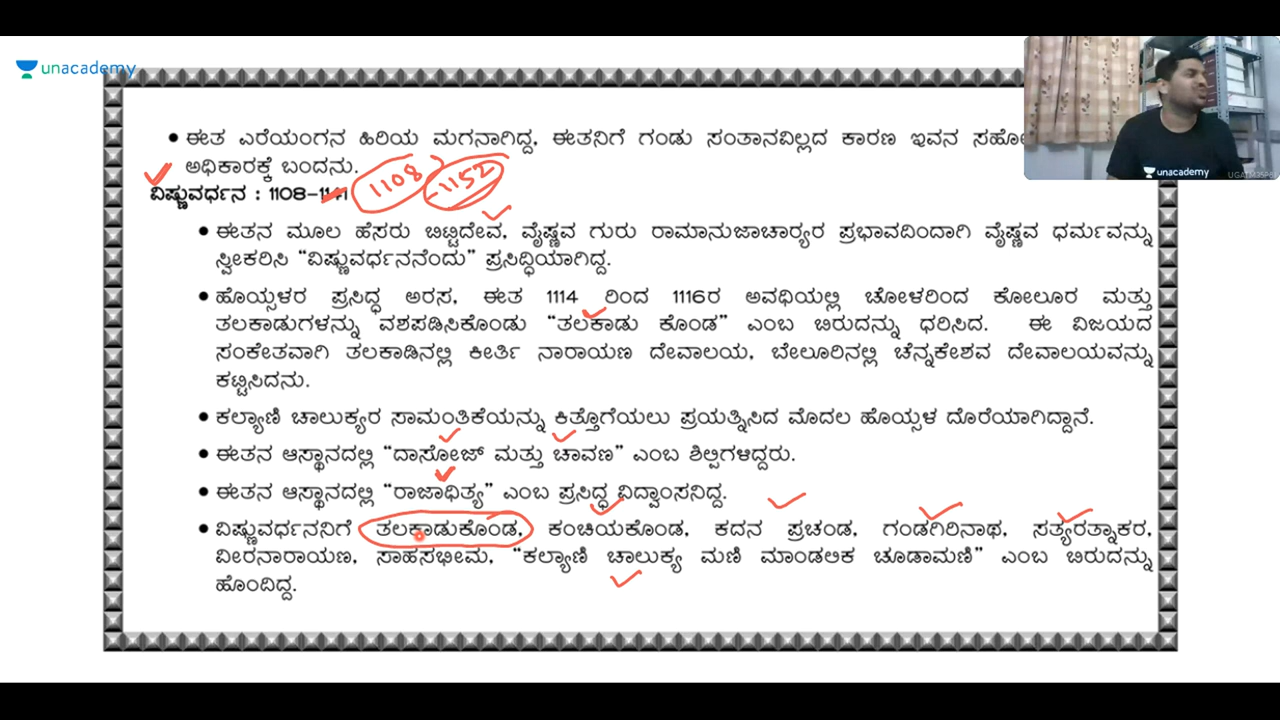 unacademy
• ಈತ ಎರೆಯಂಗನ ಹಿರಿಯ ಮಗನಾಗಿದ್ದ, ಈತನಿಗೆ ಗಂಡು ಸಂತಾನವಿಲ್ಲದ ಕಾರಣ ಇವನ
ಅಧಿಕಾರಕ್ಕೆ ಬಂದನು.
ವಿಷ್ಣುವರ್ಧನ : 1108-1141 1108 - 1152
• ಈತನ ಮೂಲ ಹೆಸರು ಬಿಟ್ಟಿದೇವ, ವೈಷ್ಣವ ಗುರು ರಾಮಾನುಜಾಚಾರ‍್ಯರ ಪ್ರಭಾವದಿಂದಾಗಿ ವೈಷ್ಣವ ಧರ್ಮವನ್ನು
ಸ್ವೀಕರಿಸಿ “ವಿಷ್ಣುವರ್ಧನನೆಂದು” ಪ್ರಸಿದ್ಧಿಯಾಗಿದ್ದ.
• ಹೊಯ್ಸಳರ ಪ್ರಸಿದ್ಧ ಅರಸ, ಈತ 1114 ರಿಂದ 1116ರ ಅವಧಿಯಲ್ಲಿ ಚೋಳರಿಂದ ಕೋಲೂರ ಮತ್ತು
ತಲಕಾಡುಗಳನ್ನು ವಶಪಡಿಸಿಕೊಂಡು “ತಲಕಾಡು ಕೊಂಡ” ಎಂಬ ಬಿರುದನ್ನು ಧರಿಸಿದ. ಈ ವಿಜಯದ
ಸಂಕೇತವಾಗಿ ತಲಕಾಡಿನಲ್ಲಿ ಕೀರ್ತಿ ನಾರಾಯಣ ದೇವಾಲಯ, ಬೇಲೂರಿನಲ್ಲಿ ಚೆನ್ನಕೇಶವ ದೇವಾಲಯವನ್ನು
ಕಟ್ಟಿಸಿದನು.
• ಕಲ್ಯಾಣಿ ಚಾಲುಕ್ಯರ ಸಾಮಂತಿಕೆಯನ್ನು ಕಿತ್ತೊಗೆಯಲು ಪ್ರಯತ್ನಿಸಿದ ಮೊದಲ ಹೊಯ್ಸಳ ದೊರೆಯಾಗಿದ್ದಾನೆ.
• ಈತನ ಆಸ್ಥಾನದಲ್ಲಿ “ದಾಸೋಜ್ ಮತ್ತು ಚಾವಣ” ಎಂಬ ಶಿಲ್ಪಿಗಳಿದ್ದರು.
• ಈತನ ಆಸ್ಥಾನದಲ್ಲಿ “ರಾಜಾಧಿತ್ಯ” ಎಂಬ ಪ್ರಸಿದ್ಧ ವಿದ್ವಾಂಸನಿದ್ದ.
• ವಿಷ್ಣುವರ್ಧನನಿಗೆ ತಲಕಾಡುಕೊಂಡ, ಕಂಚಿಯಕೊಂಡ, ಕದನ ಪ್ರಚಂಡ, ಗಂಡಗಿರಿನಾಥ, ಸತ್ಯರತ್ನಾಕರ,
ವೀರನಾರಾಯಣ, ಸಾಹಸಭೀಮ, “ಕಲ್ಯಾಣಿ ಚಾಲುಕ್ಯ ಮಣಿ ಮಾಂಡಲಿಕ ಚೂಡಾಮಣಿ” ಎಂಬ ಬಿರುದನ್ನು
ಹೊಂದಿದ್ದ.
unacademy